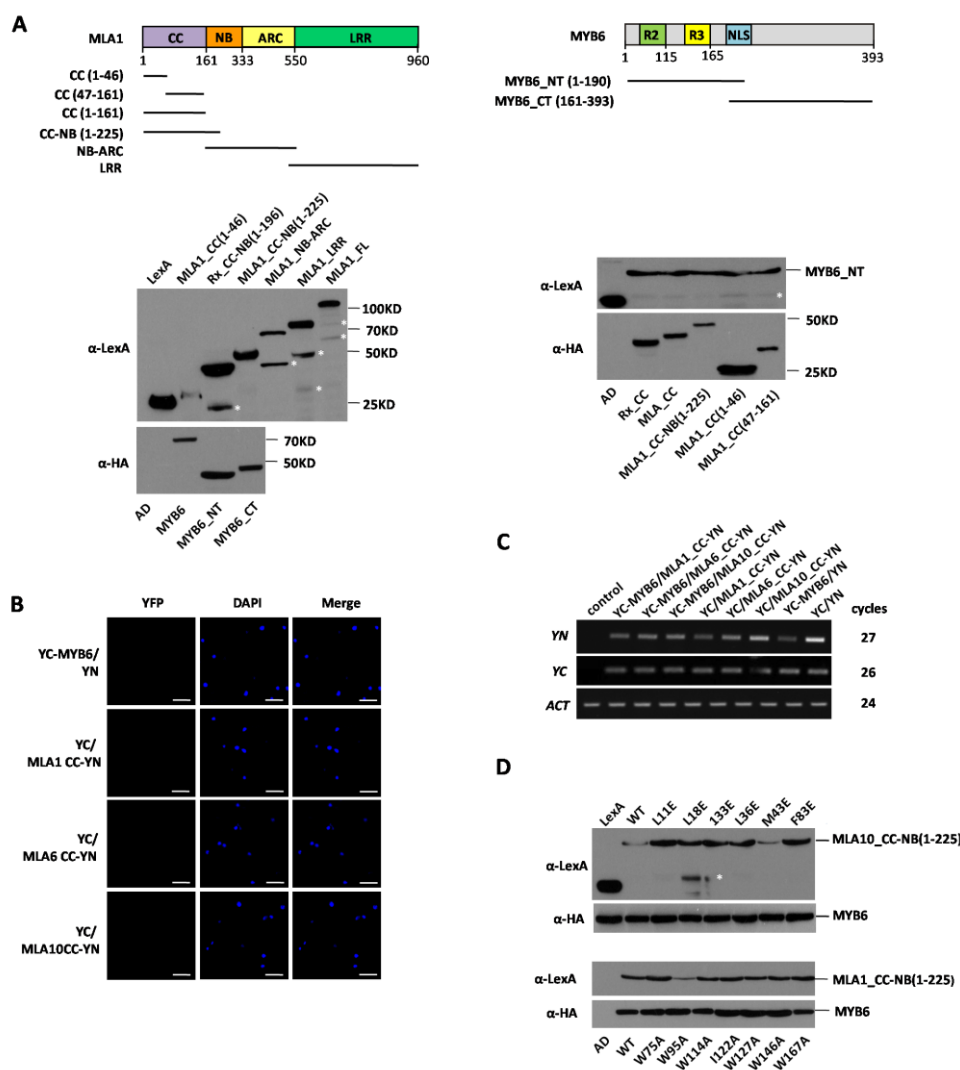 A
MLA1 CC NB ARC LRR
1 161 333 550 960
CC (1-46)
CC (47-161)
CC (1-161)
CC-NB (1-225)
NB-ARC
LRR
MYB6 R2 R3 NLS
1 115 165 393
MYB6_NT (1-190)
MYB6_CT (161-393)
LexA
MLA1_CC(1-46)
Rx_CC-NB(1-196)
MLA1_CC-NB(1-225)
MLA1_NB-ARC
MLA1_LRR
MLA1_FL
α-LexA
100KD
70KD
*
*
50KD
*
*
*
25KD
*
α-HA
70KD
50KD
AD
MYB6
MYB6_NT
MYB6_CT
α-LexA
MYB6_NT
*
α-HA
50KD
25KD
AD
Rx_CC
MLA_CC
MLA1_CC-NB(1-225)
MLA1_CC(1-46)
MLA1_CC(47-161)
B
YFP DAPI Merge
YC-MYB6/
YN
YC/
MLA1 CC-YN
YC/
MLA6 CC-YN
YC/
MLA10CC-YN
C
control
YC-MYB6/MLA1_CC-YN
YC-MYB6/MLA6_CC-YN
YC-MYB6/MLA10_CC-YN
YC/MLA1_CC-YN
YC/MLA6_CC-YN
YC/MLA10_CC-YN
YC-MYB6/YN
YC/YN
cycles
YN 27
YC 26
ACT 24
D
LexA
WT
L11E
L18E
133E
L36E
M43E
F83E
α-LexA
MLA10_CC-NB(1-225)
*
α-HA MYB6
α-LexA MLA1_CC-NB(1-225)
α-HA MYB6
AD
WT
W75A
W95A
W114A
I122A
W127A
W146A
W167A